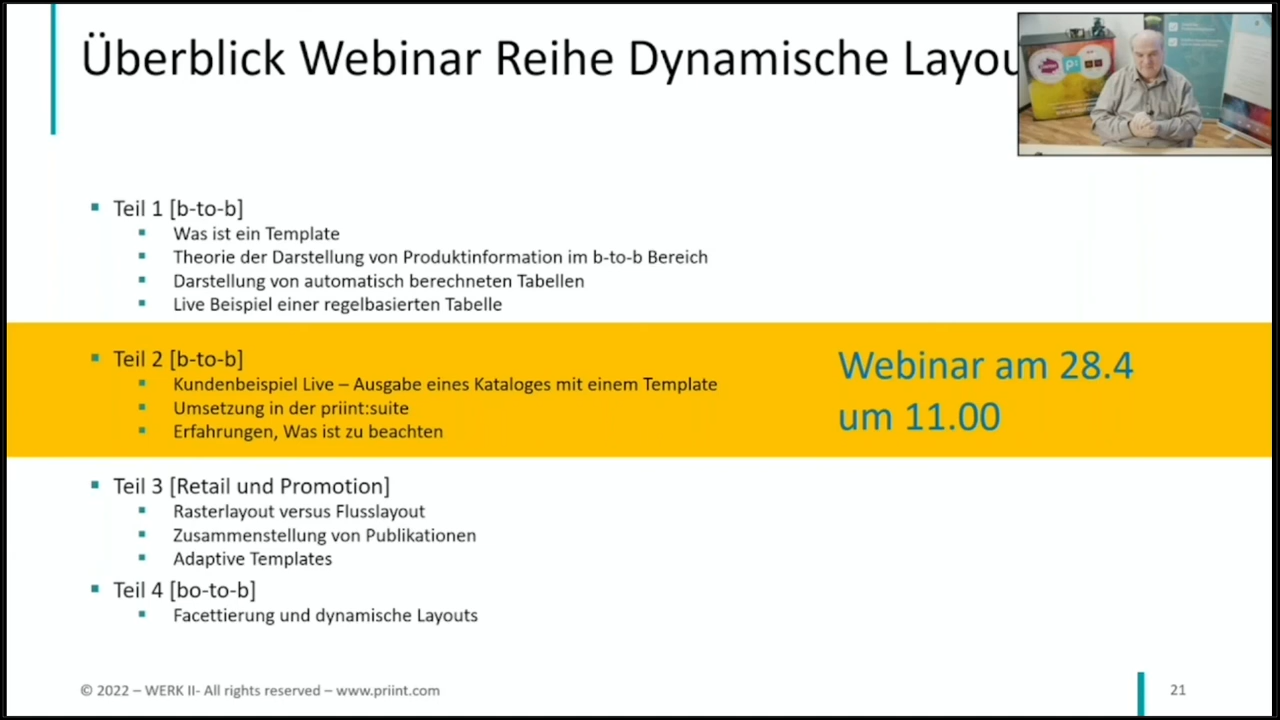 Überblick Webinar Reihe Dynamische
Teil 1 [b-to-b]
Was ist ein Template
Theorie der Darstellung von Produktinformation im b-to-b Bereich
Darstellung von automatisch berechneten Tabellen
Live Beispiel einer regelbasierten Tabelle
Teil 2 [b-to-b]
Kundenbeispiel Live – Ausgabe eines Kataloges mit einem Template
Umsetzung in der priint:suite
Erfahrungen, Was ist zu beachten
Webinar am 28.4
um 11.00
Teil 3 [Retail und Promotion]
Rasterlayout versus Flusslayout
Zusammenstellung von Publikationen
Adaptive Templates
Teil 4 [bo-to-b]
Facettierung und dynamische Layouts
© 2022 – WERK II- All rights reserved – www.priint.com
21